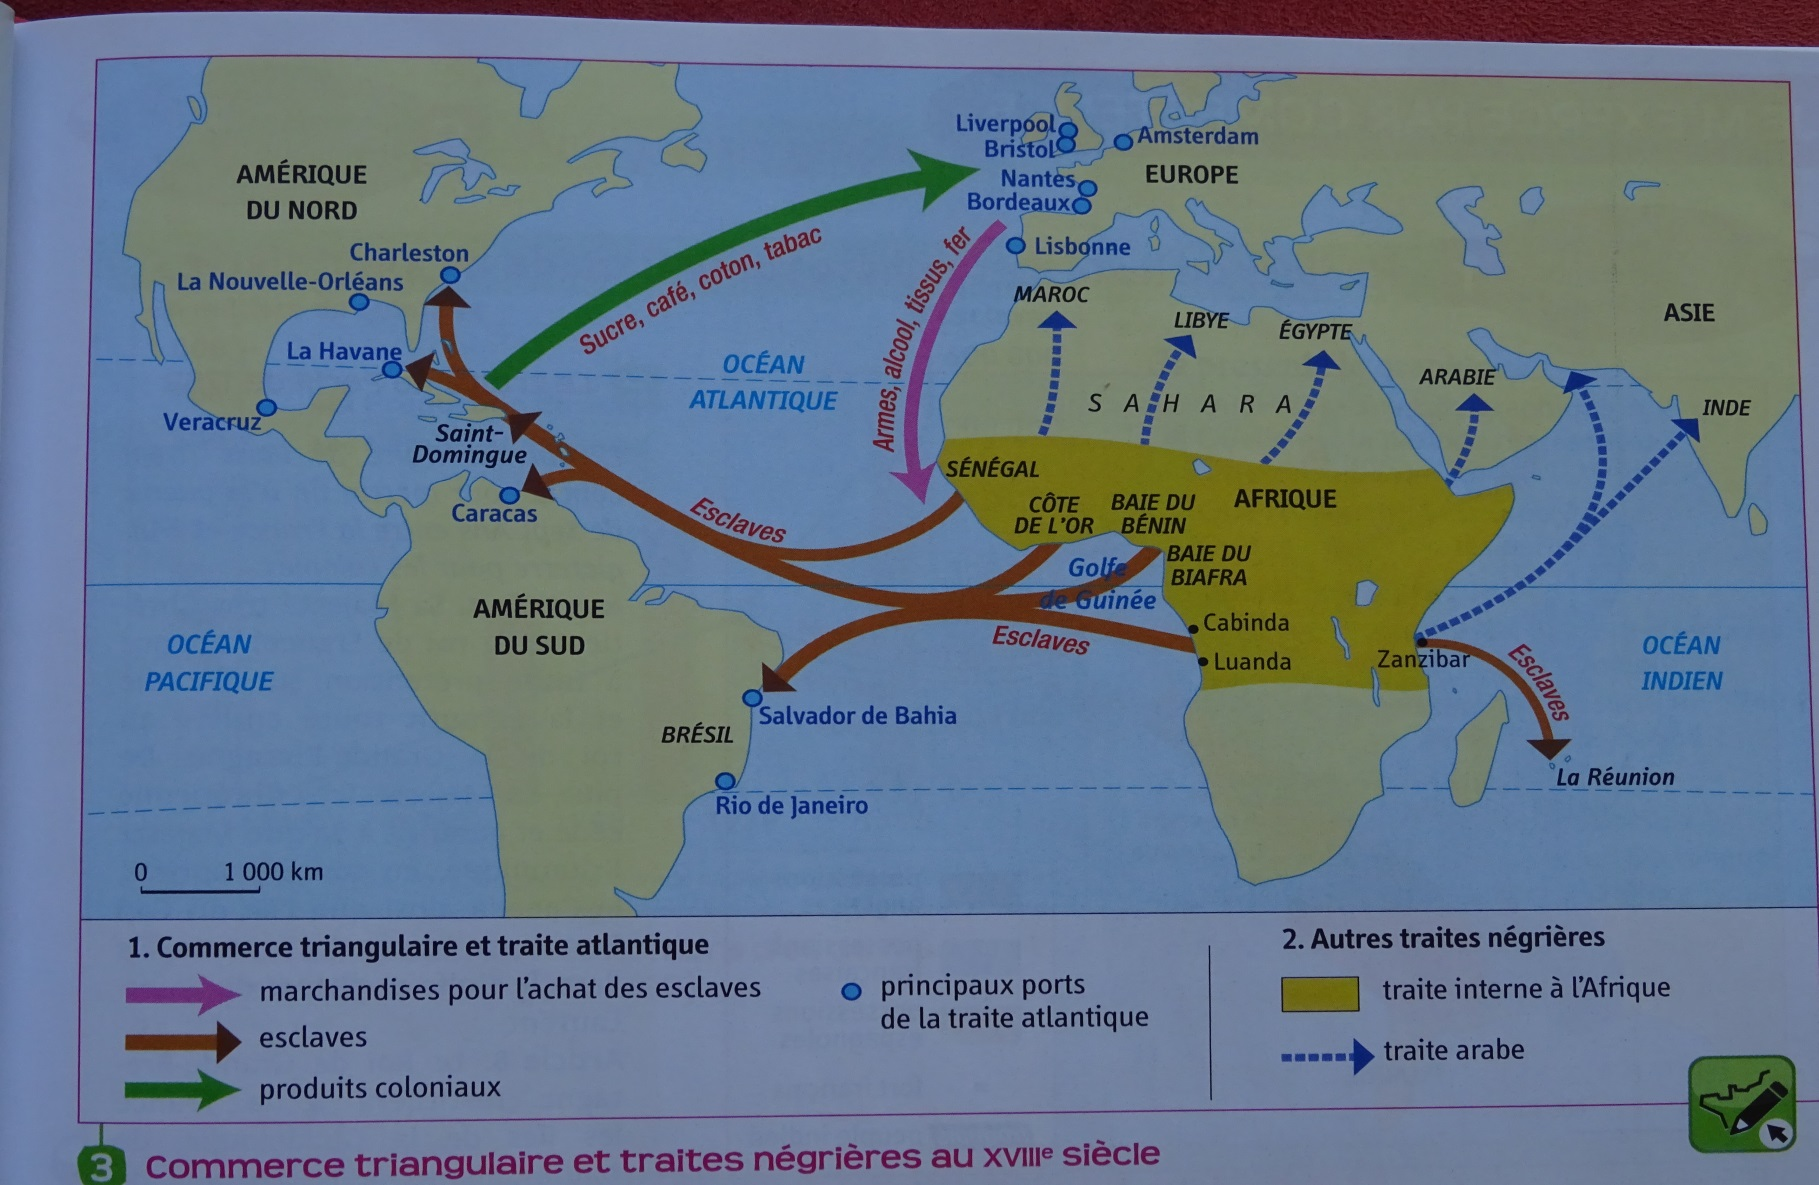 AMÉRIQUE
DU NORD
Charleston
La Nouvelle-Orléans
La Havane
Veracruz
Saint-
Domingue
Caracas
Sucre, café, coton, tabac
OCÉAN
ATLANTIQUE
Liverpool
Bristol
Amsterdam
EUROPE
Nantes
Bordeaux
Lisbonne
Armes, alcool, tissus, fer
MAROC
LIBYE
ÉGYPTE
ASIE
ARABIE
INDE
SAHARA
SÉNÉGAL
CÔTE
DE L'OR
BAIE DU
BÉNIN
AFRIQUE
BAIE DU
BIAFRA
Golfe
de Guinée
Esclaves
Esclaves
Cabinda
Luanda
Zanzibar
Esclaves
OCÉAN
INDIEN
La Réunion
AMÉRIQUE
DU SUD
OCÉAN
PACIFIQUE
BRÉSIL
Salvador de Bahia
Rio de Janeiro
0 1 000 km
1. Commerce triangulaire et traite atlantique
marchandises pour l'achat des esclaves
esclaves
produits coloniaux
principaux ports
de la traite atlantique
2. Autres traites négrières
traite interne à l'Afrique
traite arabe
3 Commerce triangulaire et traites négrières au XVIIIe siècle